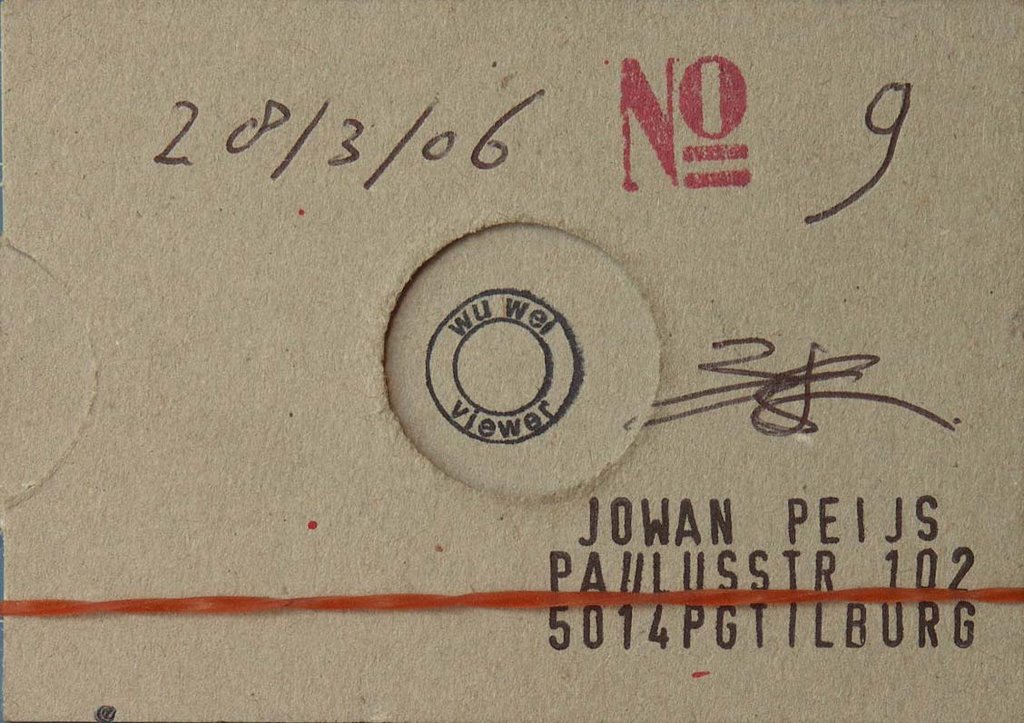 28/3/06 No 9
wu wei
viewer
JOWAN PEIJS
PAULUSSTR 102
5014PGTILBURG
@